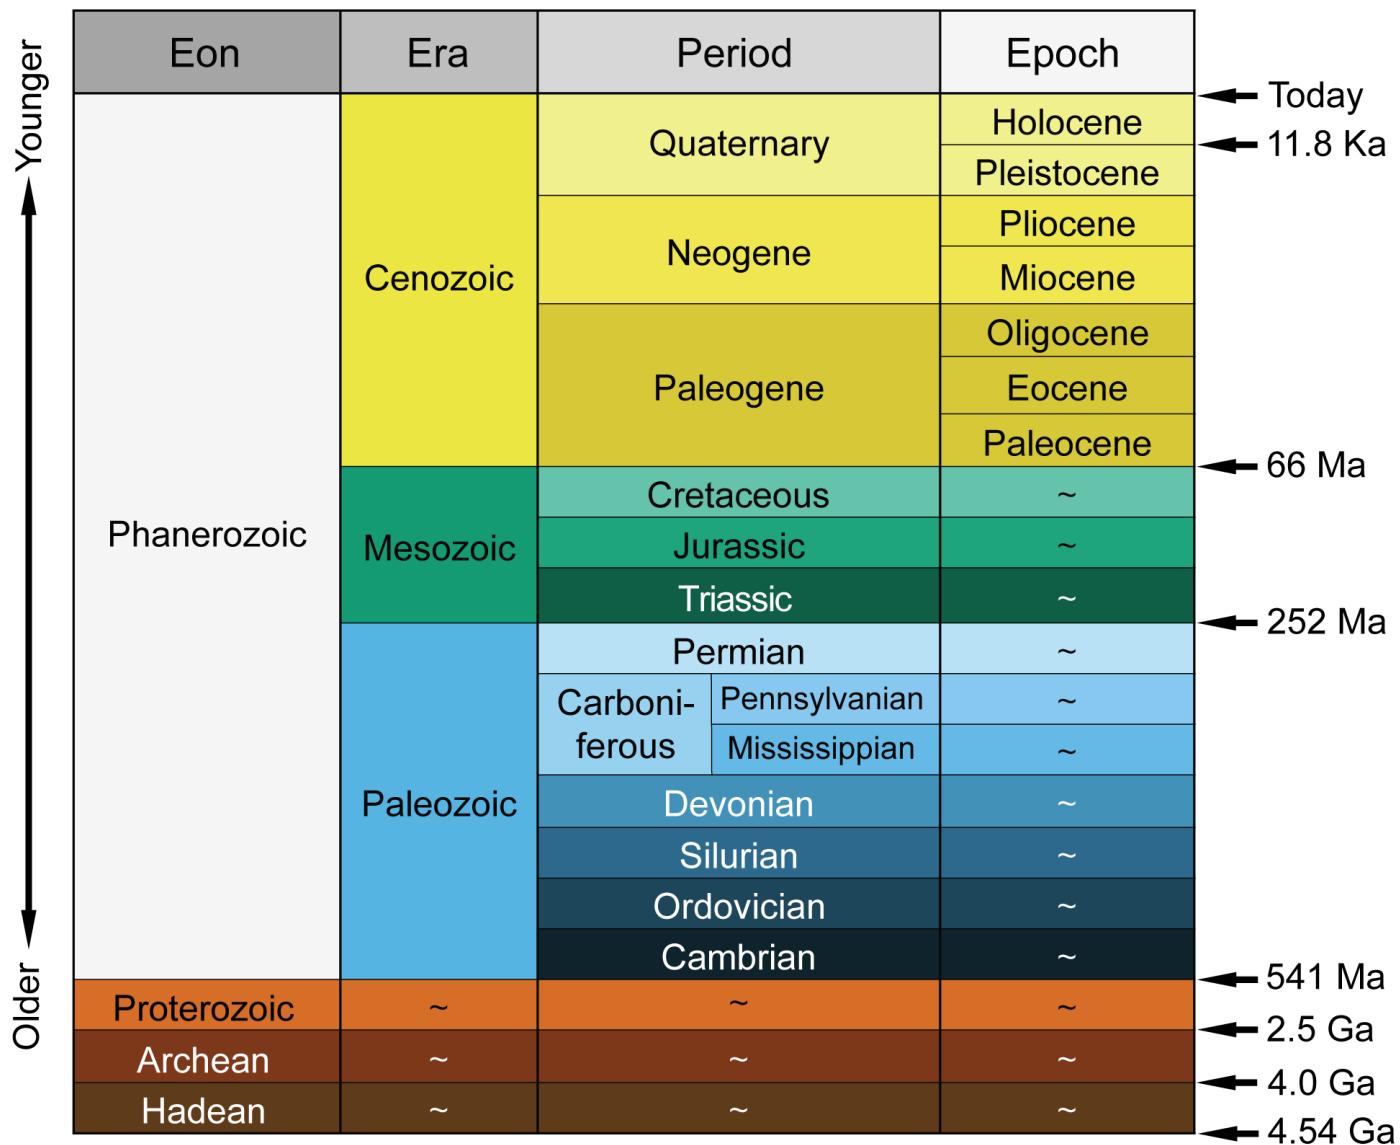 Eon Era Period Epoch
Younger
Older
Phanerozoic
Cenozoic
Quaternary
Holocene
Pleistocene
Neogene
Pliocene
Miocene
Paleogene
Oligocene
Eocene
Paleocene
Mesozoic
Cretaceous ~
Jurassic ~
Triassic ~
Paleozoic
Permian ~
Carboni-
ferous
Pennsylvanian ~
Mississippian ~
Devonian ~
Silurian ~
Ordovician ~
Cambrian ~
Proterozoic ~ ~ ~
Archean ~ ~ ~
Hadean ~ ~ ~
Today
11.8 Ka
66 Ma
252 Ma
541 Ma
2.5 Ga
4.0 Ga
4.54 Ga